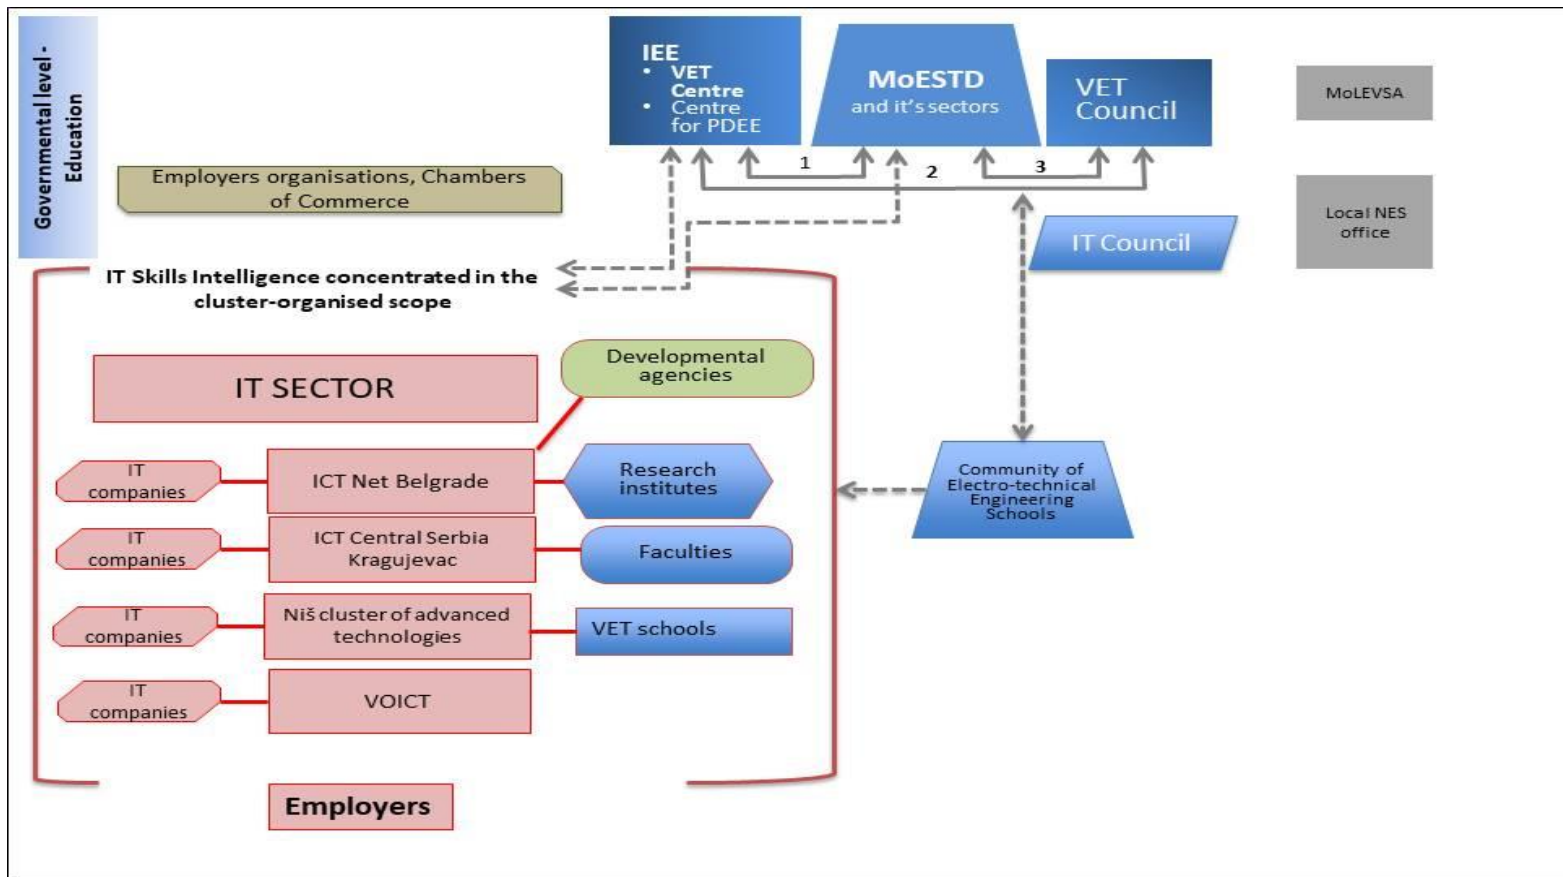 Governmental level -
Education
IEE
• VET
Centre
• Centre
for PDEE
MoESTD
and it's sectors
VET
Council
MoLEVSA
1
2
3
Employers organisations, Chambers
of Commerce
Local NES
office
IT Council
IT Skills Intelligence concentrated in the
cluster-organised scope
Developmental
agencies
IT SECTOR
IT
companies
ICT Net Belgrade
Research
institutes
Community of
Electro-technical
Engineering
Schools
IT
companies
ICT Central Serbia
Kragujevac
Faculties
IT
companies
Niš cluster of advanced
technologies
VET schools
IT
companies
VOICT
Employers